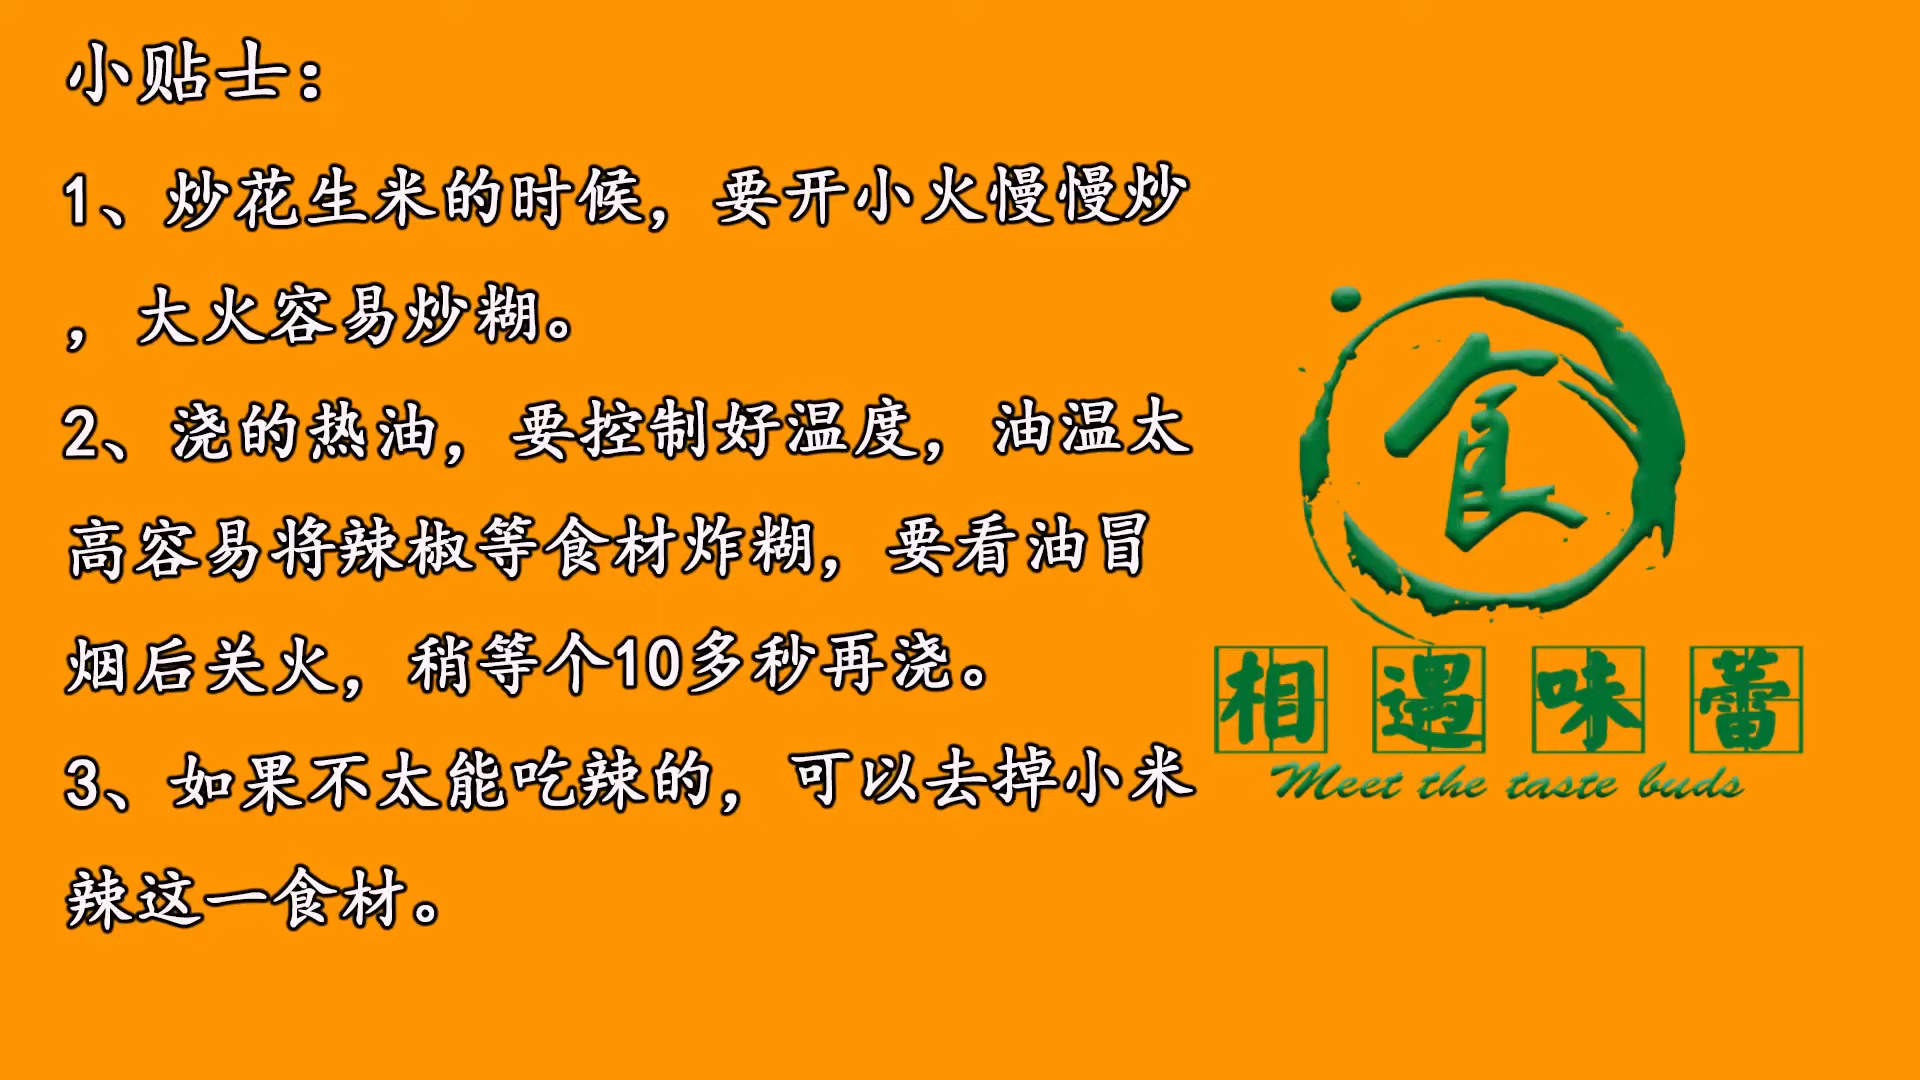 小贴士：
1、炒花生米的时候，要开小火慢慢炒
，大火容易炒糊。
2、浇的热油，要控制好温度，油温太
高容易将辣椒等食材炸糊，要看油冒
烟后关火，稍等个10多秒再浇。
3、如果不太能吃辣的，可以去掉小米
辣这一食材。
食
相遇味蕾
Meet the taste buds